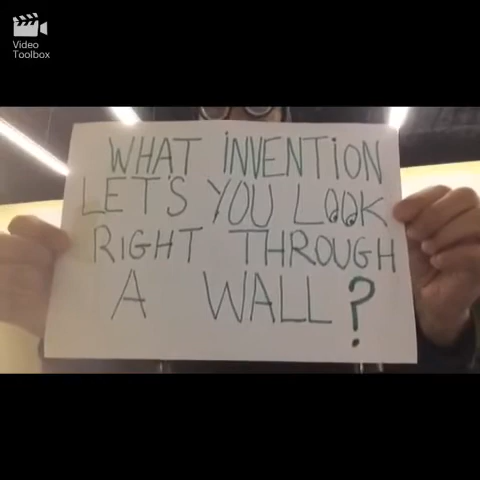 Video
Toolbox
WHAT iNVENTiON
LET'S YOU LOOK
RiGHT THROUGH
A WALL?